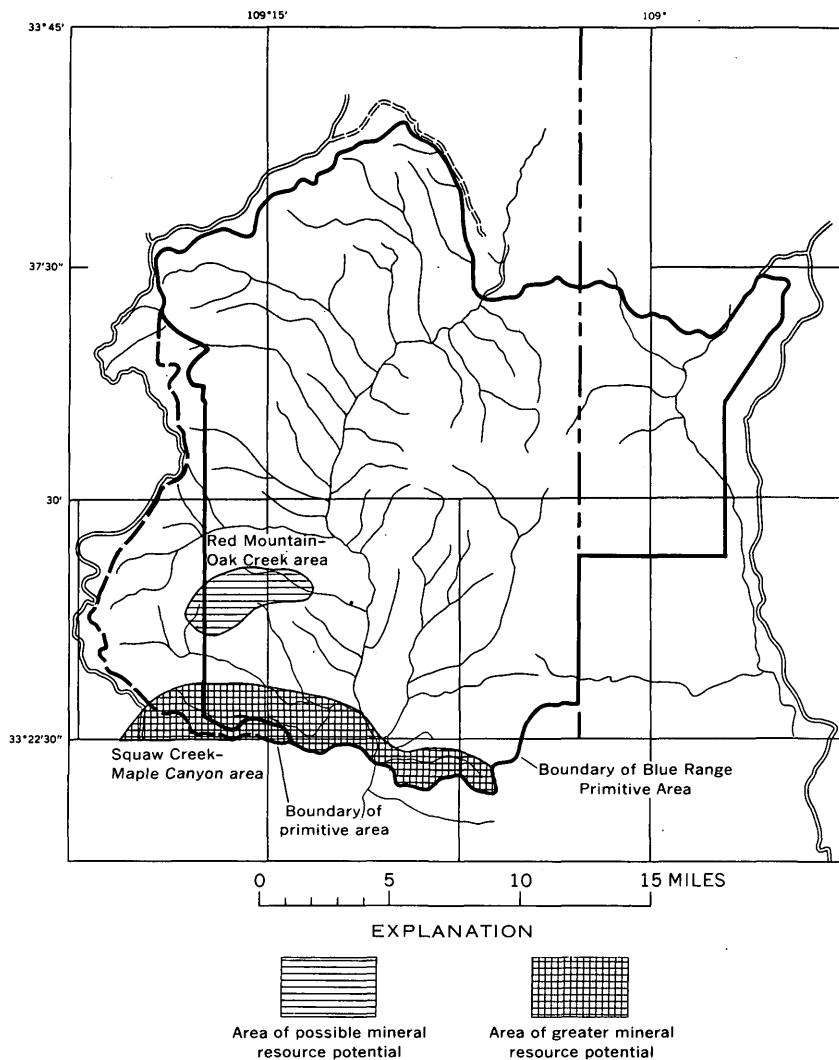 109°15'
109°
33°45'
37'30"
30'
Red Mountain–
Oak Creek area
33°22'30"
Squaw Creek–
Maple Canyon area
Boundary of
primitive area
Boundary of Blue Range
Primitive Area
0 5 10 15 MILES
EXPLANATION
Area of possible mineral
resource potential
Area of greater mineral
resource potential